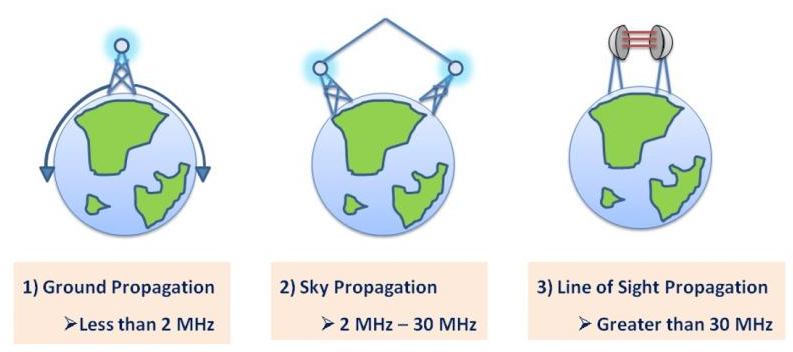 1) Ground Propagation
➢Less than 2 MHz
2) Sky Propagation
➢ 2 MHz – 30 MHz
3) Line of Sight Propagation
➢ Greater than 30 MHz